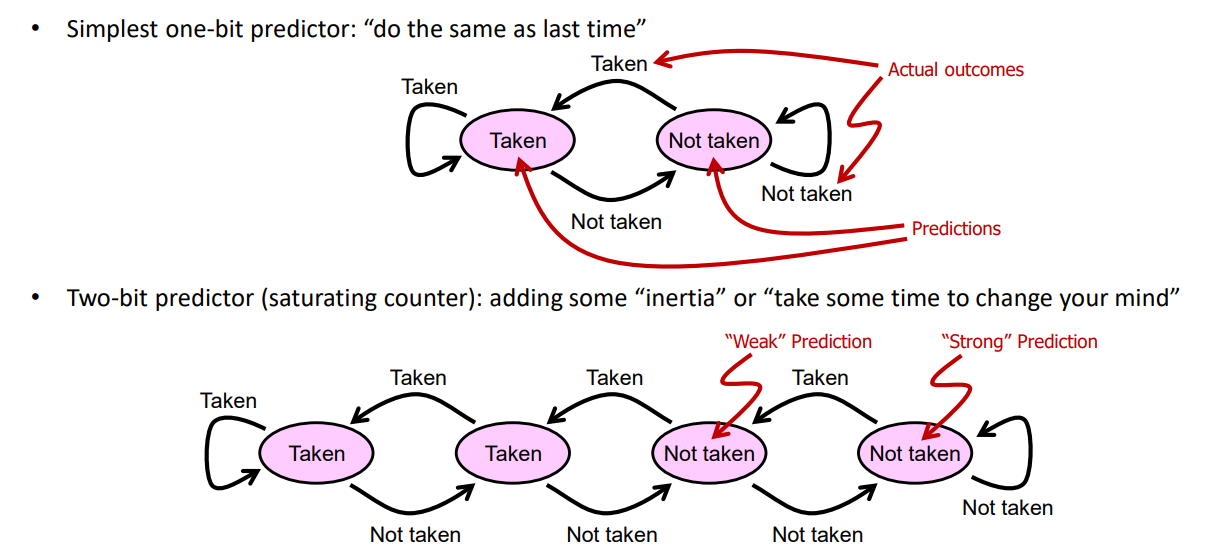 • Simplest one-bit predictor: “do the same as last time”
Taken
Actual outcomes
Taken
Taken
Not taken
Not taken
Not taken
Predictions
• Two-bit predictor (saturating counter): adding some “inertia” or “take some time to change your mind”
“Weak” Prediction
“Strong” Prediction
Taken
Taken
Taken
Taken
Taken
Taken
Not taken
Not taken
Not taken
Not taken
Not taken
Not taken